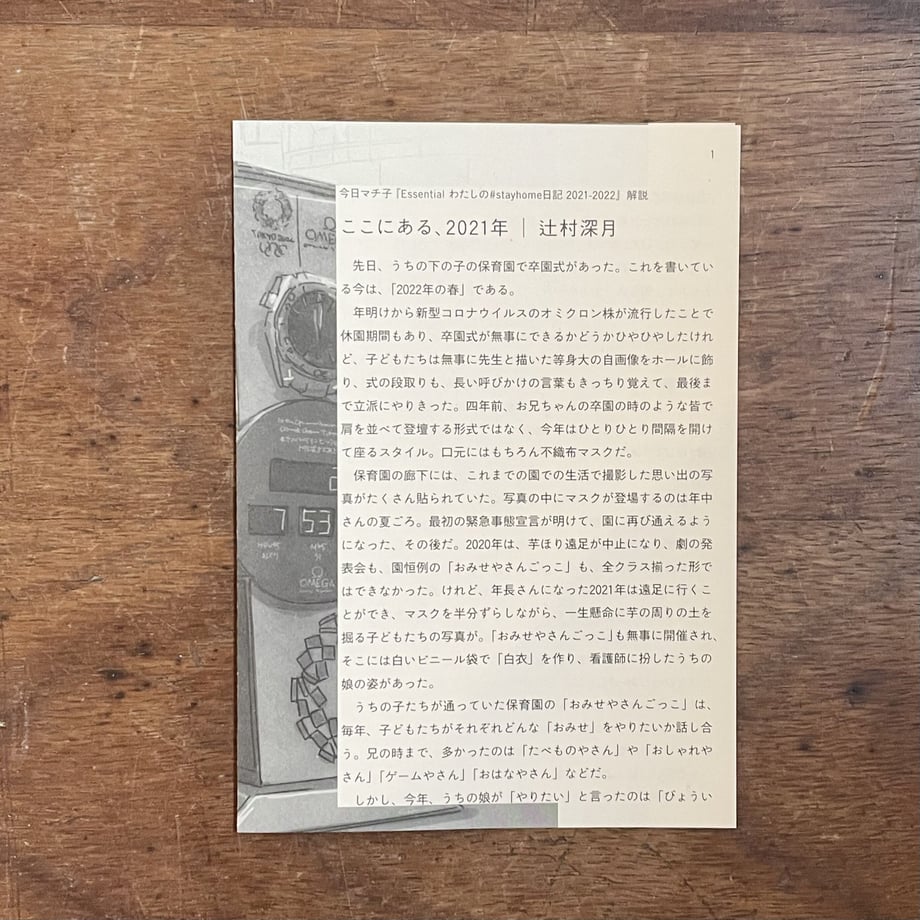 1
今日マチ子『Essential わたしの#stayhome日記 2021-2022』解説
ここにある、2021年｜辻村深月
先日、うちの下の子の保育園で卒園式があった。これを書いてい
る今は、「2022年の春」である。
年明けから新型コロナウイルスのオミクロン株が流行したことで
休園期間もあり、卒園式が無事にできるかどうかひやひやしたけれ
ど、子どもたちは無事に先生と描いた等身大の自画像をホールに飾
り、式の段取りも、長い呼びかけの言葉もきっちり覚えて、最後ま
で立派にやりきった。四年前、お兄ちゃんの卒園の時のような皆で
肩を並べて登壇する形式ではなく、今年はひとりひとり間隔を開け
て座るスタイル。口元にはもちろん不織布マスクだ。
保育園の廊下には、これまでの園での生活で撮影した思い出の写
真がたくさん貼られていた。写真の中にマスクが登場するのは年中
さんの夏ごろ。最初の緊急事態宣言が明けて、園に再び通えるよう
になった、その後だ。2020年は、芋ほり遠足が中止になり、劇の発
表会も、園恒例の「おみせやさんごっこ」も、全クラス揃った形で
はできなかった。けれど、年長さんになった2021年は遠足に行くこ
とができ、マスクを半分ずらしながら、一生懸命に芋の周りの土を
掘る子どもたちの写真が。「おみせやさんごっこ」も無事に開催され、
そこには白いビニール袋で「白衣」を作り、看護師に扮したうちの
娘の姿があった。
うちの子たちが通っていた保育園の「おみせやさんごっこ」は、
毎年、子どもたちがそれぞれどんな「おみせ」をやりたいか話し合
う。兄の時まで、多かったのは「たべものやさん」や「おしゃれや
さん」「ゲームやさん」「おはなやさん」などだ。
しかし、今年、うちの娘が「やりたい」と言ったのは「びょうい
7 53
OMEGA